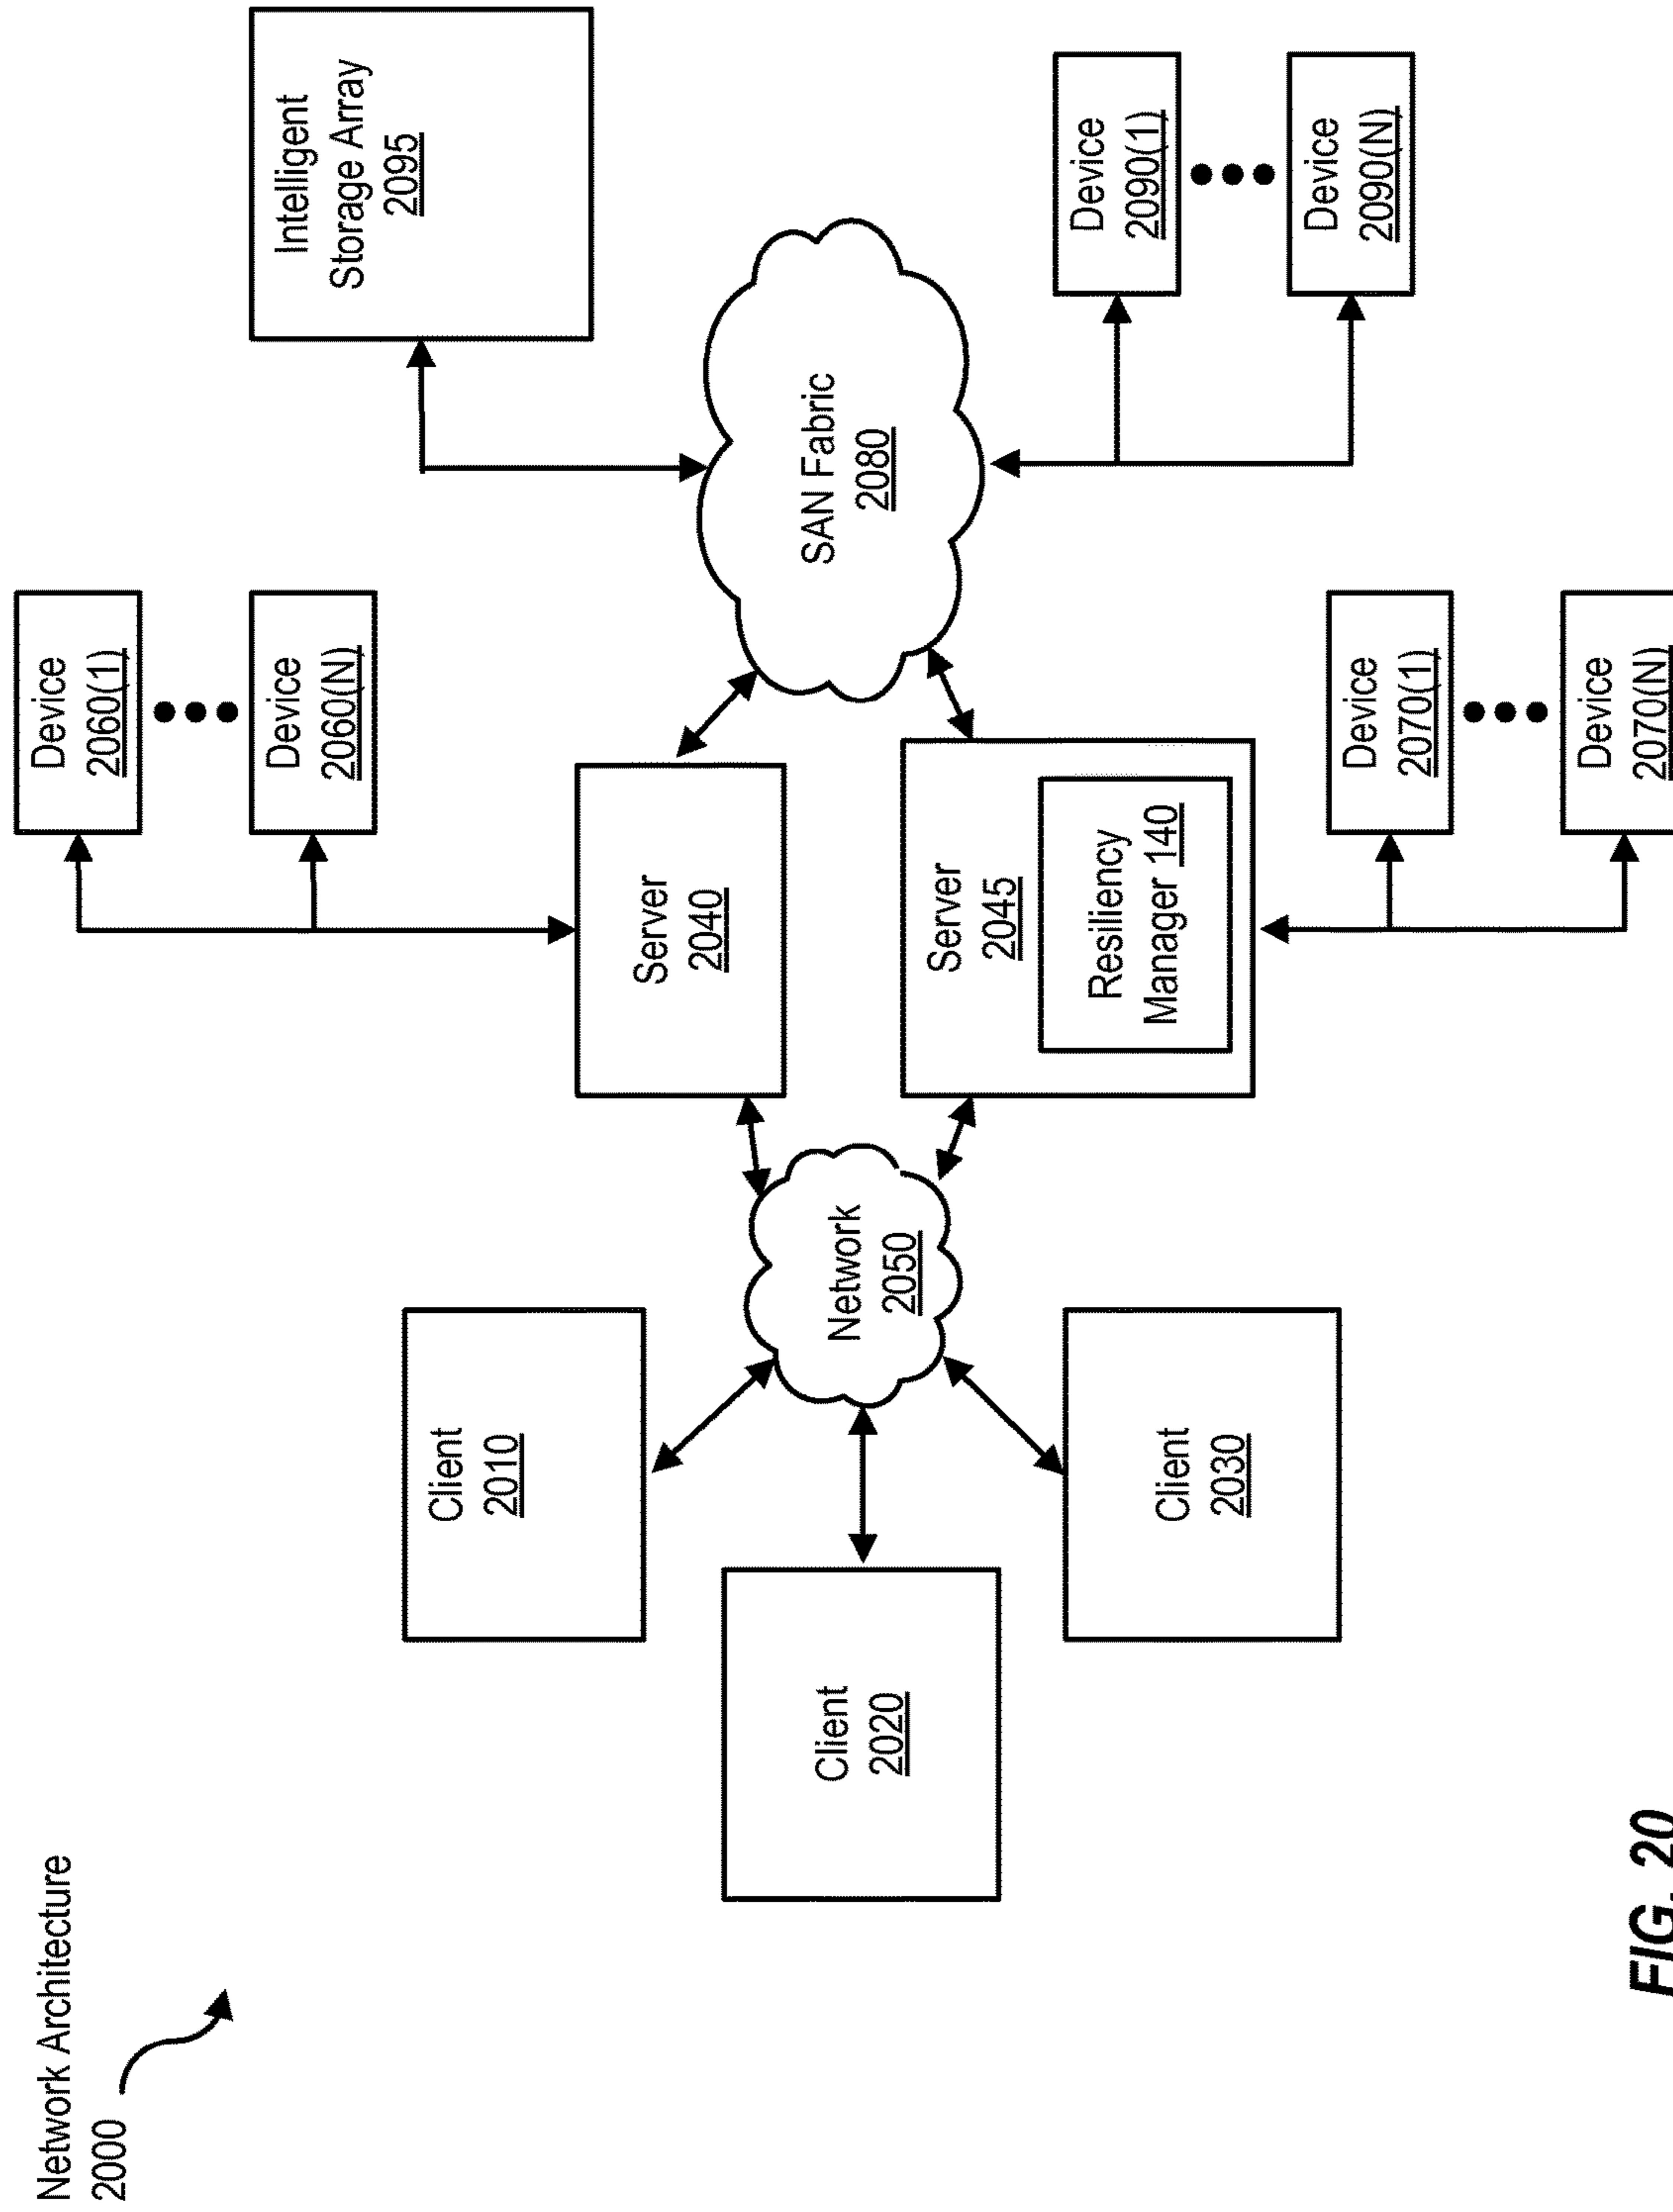 Network Architecture
2000
Client
2010
Client
2020
Client
2030
Network
2050
Server
2040
Server
2045
Resiliency
Manager 140
Device
2060(1)
Device
2060(N)
Device
2070(1)
Device
2070(N)
SAN Fabric
2080
Intelligent
Storage Array
2095
Device
2090(1)
Device
2090(N)
FIG. 20